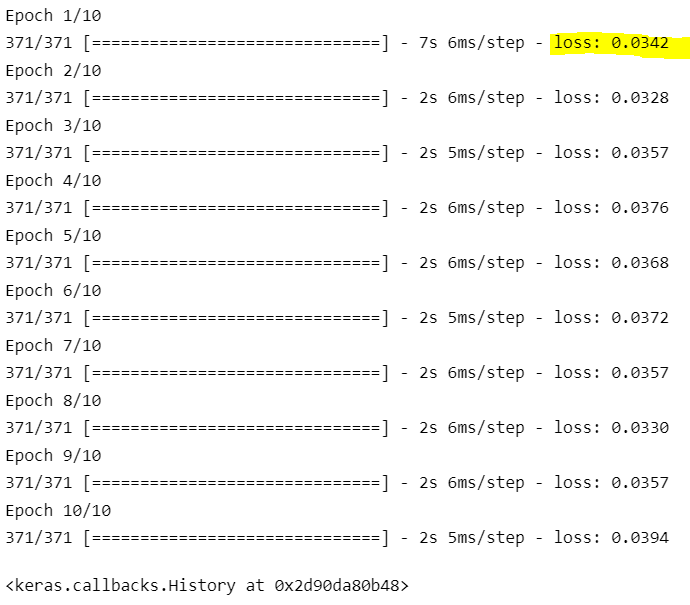 Epoch 1/10
371/371 [==============================] - 7s 6ms/step - loss: 0.0342
Epoch 2/10
371/371 [==============================] - 2s 6ms/step - loss: 0.0328
Epoch 3/10
371/371 [==============================] - 2s 5ms/step - loss: 0.0357
Epoch 4/10
371/371 [==============================] - 2s 6ms/step - loss: 0.0376
Epoch 5/10
371/371 [==============================] - 2s 6ms/step - loss: 0.0368
Epoch 6/10
371/371 [==============================] - 2s 5ms/step - loss: 0.0372
Epoch 7/10
371/371 [==============================] - 2s 6ms/step - loss: 0.0357
Epoch 8/10
371/371 [==============================] - 2s 6ms/step - loss: 0.0330
Epoch 9/10
371/371 [==============================] - 2s 6ms/step - loss: 0.0357
Epoch 10/10
371/371 [==============================] - 2s 5ms/step - loss: 0.0394
<keras.callbacks.History at 0x2d90da80b48>